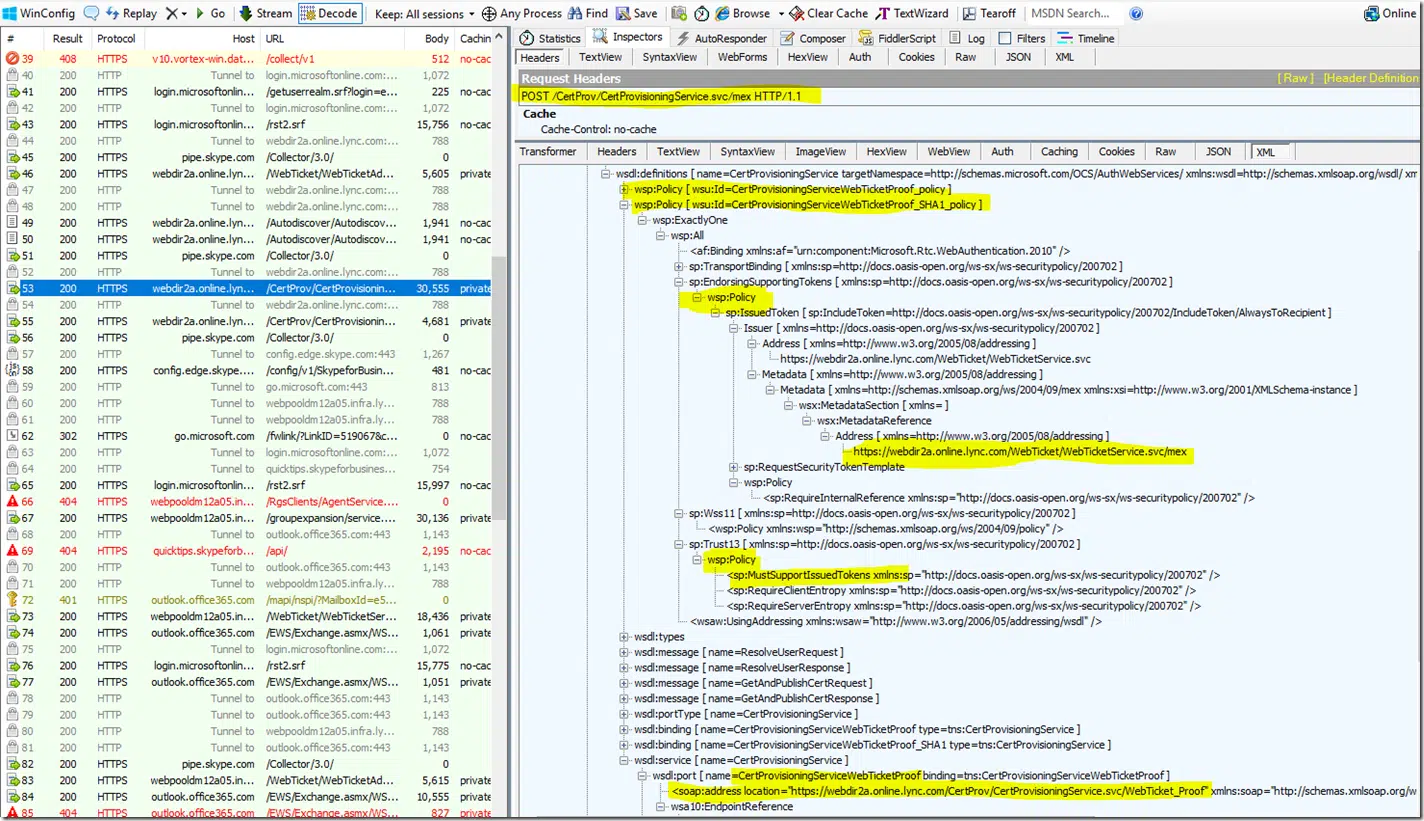 WinConfig Replay X Go Stream Decode Keep: All sessions Any Process Find Save Browse Clear Cache TextWizard Tearoff MSDN Search... Online
# Result Protocol Host URL Body Cachin
39 408 HTTPS v10.vortex-win.dat... /collect/v1 512 no-cac
40 200 HTTP Tunnel to login.microsoftonline.com:... 1,072
41 200 HTTPS login.microsoftonlin... /getuserrealm.srf?login=e... 225 no-cac
42 200 HTTP Tunnel to login.microsoftonline.com:... 1,072
43 200 HTTPS login.microsoftonlin... /rst2.srf 15,756 no-cac
44 200 HTTP Tunnel to webdir2a.online.lync.com:... 788
45 200 HTTPS pipe.skype.com /Collector/3.0/ 0
46 200 HTTPS webdir2a.online.lyn... /WebTicket/WebTicketAd... 5,605 private
47 200 HTTP Tunnel to webdir2a.online.lync.com:... 788
48 200 HTTP Tunnel to webdir2a.online.lync.com:... 788
49 200 HTTPS webdir2a.online.lyn... /Autodiscover/Autodiscov... 1,941 no-cac
50 200 HTTPS webdir2a.online.lyn... /Autodiscover/Autodiscov... 1,941 no-cac
51 200 HTTPS pipe.skype.com /Collector/3.0/ 0
52 200 HTTP Tunnel to webdir2a.online.lync.com:... 788
53 200 HTTPS webdir2a.online.lyn... /CertProv/CertProvisionin... 30,555 private
54 200 HTTP Tunnel to webdir2a.online.lync.com:... 788
55 200 HTTPS webdir2a.online.lyn... /CertProv/CertProvisionin... 4,681 private
56 200 HTTPS pipe.skype.com /Collector/3.0/ 0
57 200 HTTP Tunnel to config.edge.skype.com:443 1,267
58 200 HTTPS config.edge.skype.... /config/v1/SkypeforBusin... 481 no-cac
59 200 HTTP Tunnel to go.microsoft.com:443 813
60 200 HTTP Tunnel to webpooldm12a05.infra.ly... 788
61 200 HTTP Tunnel to webpooldm12a05.infra.ly... 788
62 302 HTTPS go.microsoft.com /fwlink/?LinkID=519067&c... 0 no-cac
63 200 HTTP Tunnel to login.microsoftonline.com:... 1,072
64 200 HTTP Tunnel to quicktips.skypeforbusines... 754
65 200 HTTPS login.microsoftonlin... /rst2.srf 15,997 no-cac
66 404 HTTPS webpooldm12a05.in... /RgsClients/AgentService.... 0
67 200 HTTPS webpooldm12a05.in... /groupexpansion/service.... 30,136 private
68 200 HTTP Tunnel to outlook.office365.com:443 1,143
69 404 HTTPS quicktips.skypeforb... /api/ 2,195 no-cac
70 200 HTTP Tunnel to outlook.office365.com:443 1,143
71 200 HTTP Tunnel to webpooldm12a05.infra.ly... 788
72 401 HTTPS outlook.office365.com /mapi/nspi/?MailboxId=e5... 0 private
73 200 HTTPS webpooldm12a05.in... /WebTicket/WebTicketSer... 18,436 private
74 200 HTTPS outlook.office365.com /EWS/Exchange.asmx/WS... 1,061 private
75 200 HTTP Tunnel to login.microsoftonline.com:... 1,072
76 200 HTTPS login.microsoftonlin... /rst2.srf 15,775 no-cac
77 200 HTTPS outlook.office365.com /EWS/Exchange.asmx/WS... 1,051 private
78 200 HTTP Tunnel to outlook.office365.com:443 1,143
79 200 HTTP Tunnel to outlook.office365.com:443 1,143
80 200 HTTP Tunnel to webpooldm12a05.infra.ly... 788
81 200 HTTP Tunnel to outlook.office365.com:443 1,143
82 200 HTTPS pipe.skype.com /Collector/3.0/ 0
83 200 HTTPS webpooldm12a05.in... /WebTicket/WebTicketAd... 5,615 private
84 200 HTTPS outlook.office365.com /EWS/Exchange.asmx/WS... 10,555 private
85 404 HTTPS outlook.office365.com /EWS/Exchange.asmx/WS... 827 private
Statistics Inspectors AutoResponder Composer FiddlerScript Log Filters Timeline
Headers TextView SyntaxView WebForms HexView Auth Cookies Raw JSON XML
Request Headers [ Raw ] [Header Definition
POST /CertProv/CertProvisioningService.svc/mex HTTP/1.1
Cache
Cache-Control: no-cache
Transformer Headers TextView SyntaxView ImageView HexView WebView Auth Caching Cookies Raw JSON XML
wsdl:definitions [ name=CertProvisioningService targetNamespace=http://schemas.microsoft.com/OCS/AuthWebServices/ xmlns:wsdl=http://schemas.xmlsoap.org/wsdl/ xm
wsp:Policy [ wsu:Id=CertProvisioningServiceWebTicketProof_policy ]
wsp:Policy [ wsu:Id=CertProvisioningServiceWebTicketProof_SHA1_policy ]
wsp:ExactlyOne
wsp:All
<af:Binding xmlns:af="urn:component:Microsoft.Rtc.WebAuthentication.2010" />
sp:TransportBinding [ xmlns:sp=http://docs.oasis-open.org/ws-sx/ws-securitypolicy/200702 ]
sp:EndorsingSupportingTokens [ xmlns:sp=http://docs.oasis-open.org/ws-sx/ws-securitypolicy/200702 ]
wsp:Policy
sp:IssuedToken [ sp:IncludeToken=http://docs.oasis-open.org/ws-sx/ws-securitypolicy/200702/IncludeToken/AlwaysToRecipient ]
Issuer [ xmlns=http://docs.oasis-open.org/ws-sx/ws-securitypolicy/200702 ]
Address [ xmlns=http://www.w3.org/2005/08/addressing ]
https://webdir2a.online.lync.com/WebTicket/WebTicketService.svc
Metadata [ xmlns=http://www.w3.org/2005/08/addressing ]
Metadata [ xmlns=http://schemas.xmlsoap.org/ws/2004/09/mex xmlns:xsi=http://www.w3.org/2001/XMLSchema-instance ]
wsx:MetadataSection [ xmlns= ]
wsx:MetadataReference
Address [ xmlns=http://www.w3.org/2005/08/addressing ]
https://webdir2a.online.lync.com/WebTicket/WebTicketService.svc/mex
sp:RequestSecurityTokenTemplate
wsp:Policy
<sp:RequireInternalReference xmlns:sp="http://docs.oasis-open.org/ws-sx/ws-securitypolicy/200702" />
sp:Wss11 [ xmlns:sp=http://docs.oasis-open.org/ws-sx/ws-securitypolicy/200702 ]
<wsp:Policy xmlns:wsp="http://schemas.xmlsoap.org/ws/2004/09/policy" />
sp:Trust13 [ xmlns:sp=http://docs.oasis-open.org/ws-sx/ws-securitypolicy/200702 ]
wsp:Policy
<sp:MustSupportIssuedTokens xmlns:sp="http://docs.oasis-open.org/ws-sx/ws-securitypolicy/200702" />
<sp:RequireClientEntropy xmlns:sp="http://docs.oasis-open.org/ws-sx/ws-securitypolicy/200702" />
<sp:RequireServerEntropy xmlns:sp="http://docs.oasis-open.org/ws-sx/ws-securitypolicy/200702" />
<wsaw:UsingAddressing xmlns:wsaw="http://www.w3.org/2006/05/addressing/wsdl" />
wsdl:types
wsdl:message [ name=ResolveUserRequest ]
wsdl:message [ name=ResolveUserResponse ]
wsdl:message [ name=GetAndPublishCertRequest ]
wsdl:message [ name=GetAndPublishCertResponse ]
wsdl:portType [ name=CertProvisioningService ]
wsdl:binding [ name=CertProvisioningServiceWebTicketProof type=tns:CertProvisioningService ]
wsdl:binding [ name=CertProvisioningServiceWebTicketProof_SHA1 type=tns:CertProvisioningService ]
wsdl:service [ name=CertProvisioningService ]
wsdl:port [ name=CertProvisioningServiceWebTicketProof binding=tns:CertProvisioningServiceWebTicketProof ]
<soap:address location="https://webdir2a.online.lync.com/CertProv/CertProvisioningService.svc/WebTicket_Proof" xmlns:soap="http://schemas.xmlsoap.org/w
wsa10:EndpointReference